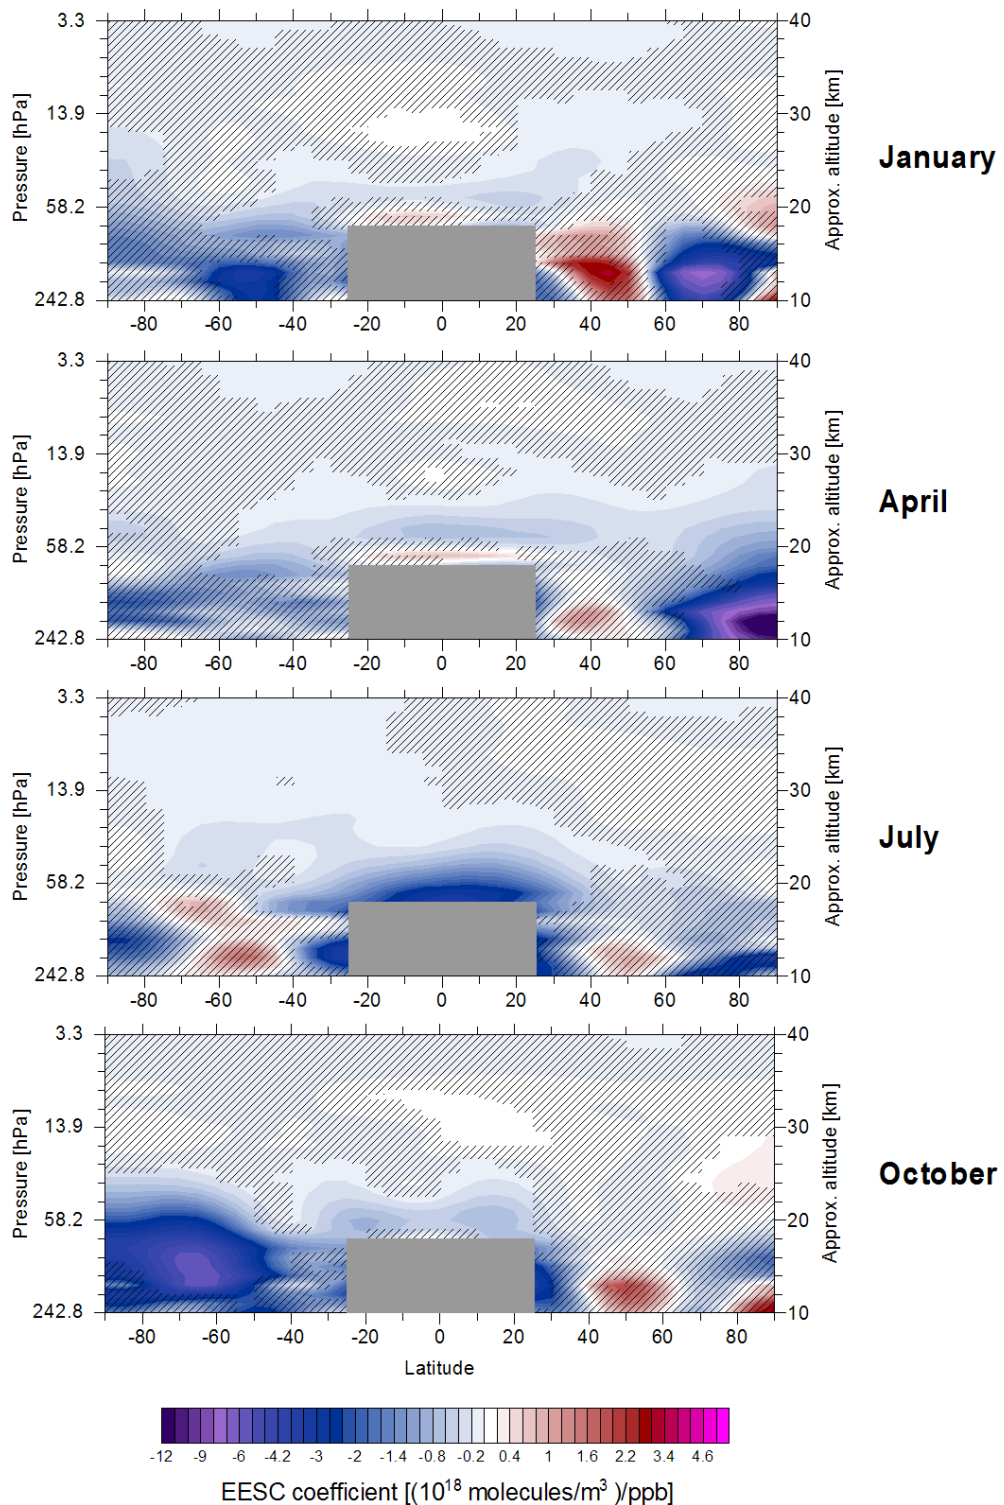 3.3
13.9
58.2
242.8
Pressure [hPa]
40
30
20
10
Approx. altitude [km]
-80 -60 -40 -20 0 20 40 60 80
January
3.3
13.9
58.2
242.8
Pressure [hPa]
40
30
20
10
Approx. altitude [km]
-80 -60 -40 -20 0 20 40 60 80
April
3.3
13.9
58.2
242.8
Pressure [hPa]
40
30
20
10
Approx. altitude [km]
-80 -60 -40 -20 0 20 40 60 80
July
3.3
13.9
58.2
242.8
Pressure [hPa]
40
30
20
10
Approx. altitude [km]
-80 -60 -40 -20 0 20 40 60 80
October
Latitude
-12 -9 -6 -4.2 -3 -2 -1.4 -0.8 -0.2 0.4 1 1.6 2.2 3.4 4.6
EESC coefficient [(10¹⁸ molecules/m³ )/ppb]